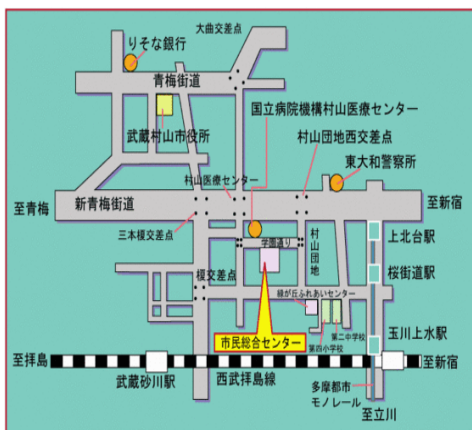 大曲交差点
りそな銀行
青梅街道
国立病院機構村山医療センター
武蔵村山市役所
村山団地西交差点
東大和警察所
村山医療センター
至青梅
新青梅街道
至新宿
三本榎交差点
学園通り
村山団地
上北台駅
榎交差点
桜街道駅
緑が丘ふれあいセンター
市民総合センター
第二中学校
第四小学校
玉川上水駅
至拝島
至新宿
武蔵砂川駅
西武拝島線
多摩都市
モノレール
至立川